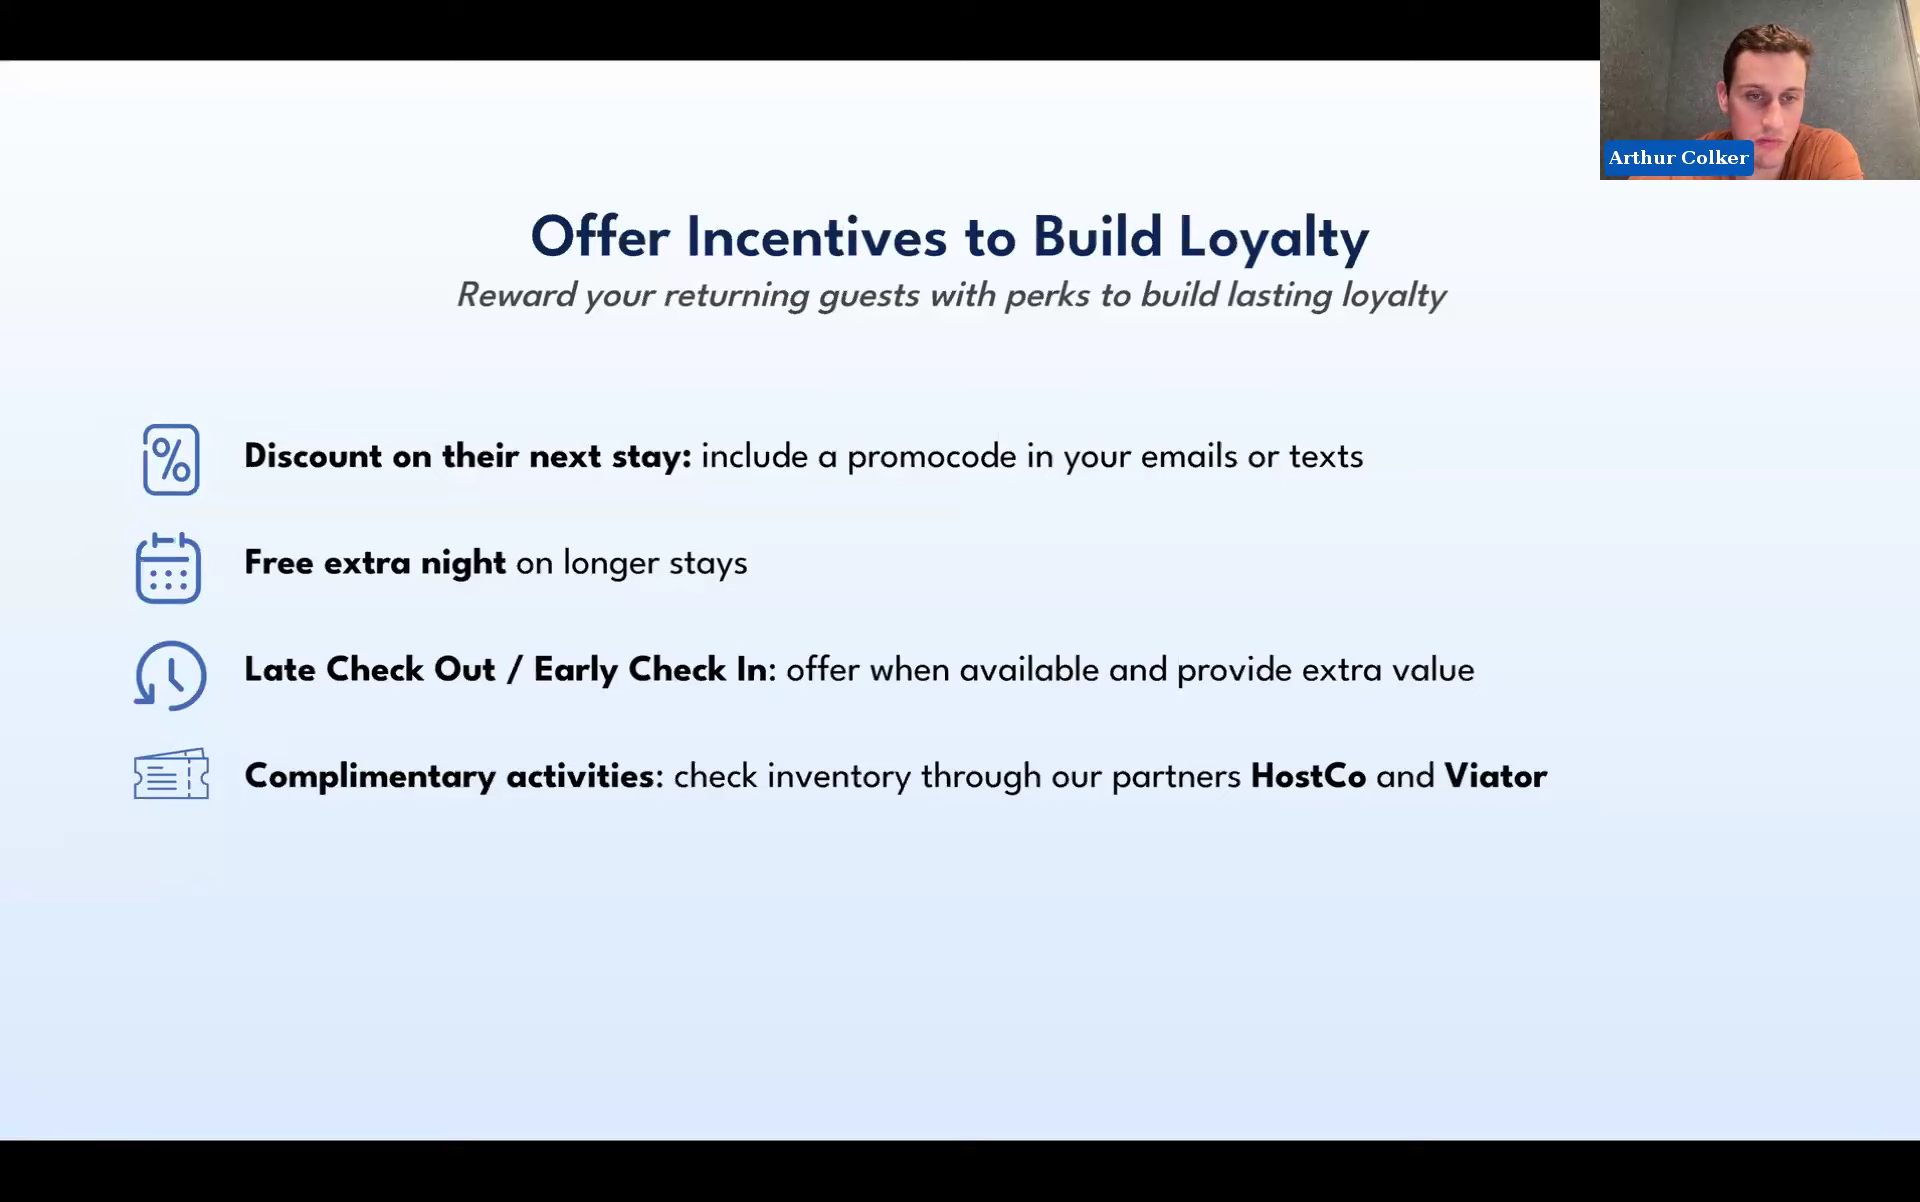 Arthur Colker
Offer Incentives to Build Loyalty
Reward your returning guests with perks to build lasting loyalty
Discount on their next stay: include a promocode in your emails or texts
Free extra night on longer stays
Late Check Out / Early Check In: offer when available and provide extra value
Complimentary activities: check inventory through our partners HostCo and Viator